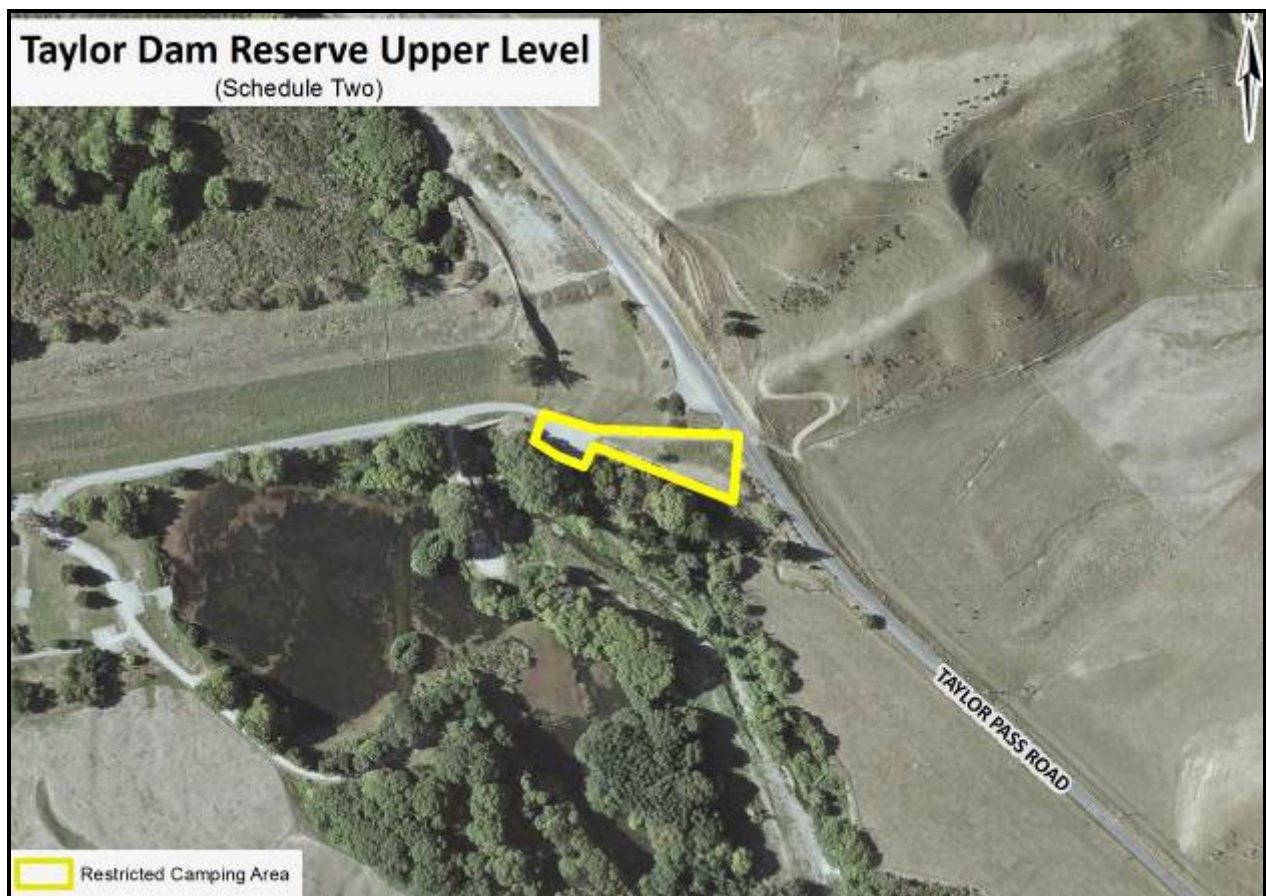 Taylor Dam Reserve Upper Level
(Schedule Two)
TAYLOR PASS ROAD
Restricted Camping Area